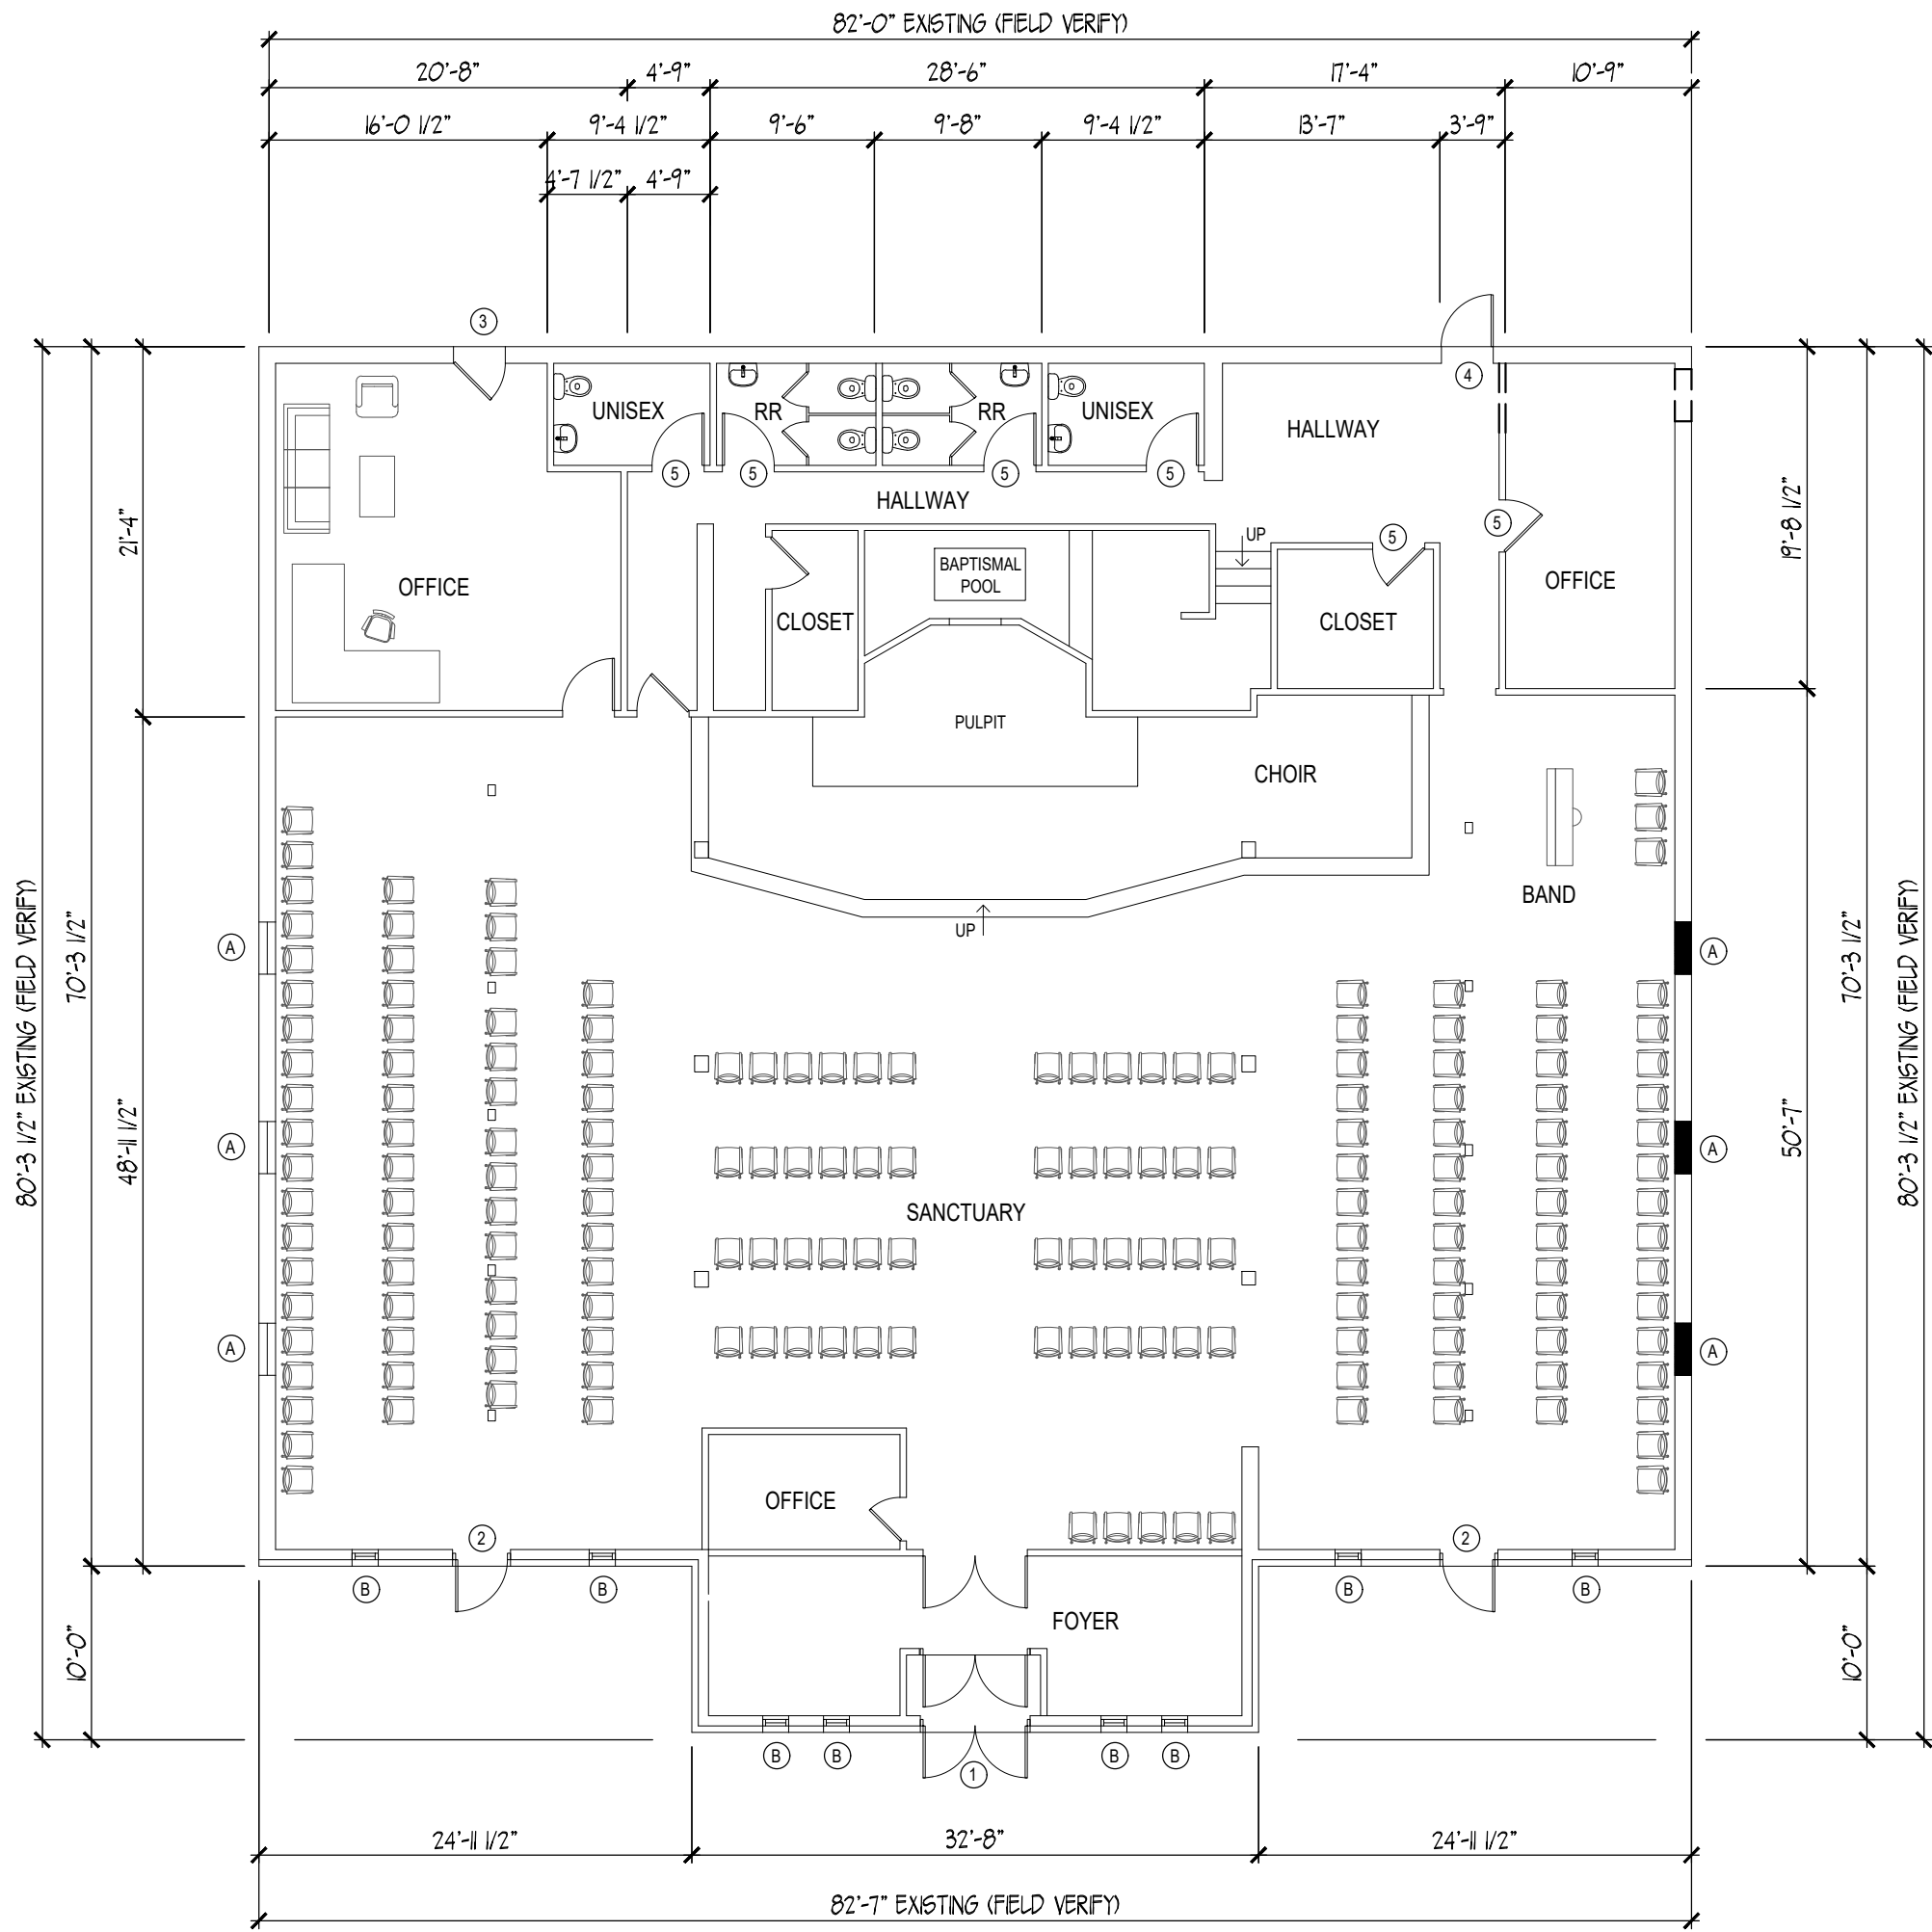 82'-0" EXISTING (FIELD VERIFY)
20'-8" 4'-9" 28'-6" 17'-4" 10'-9"
16'-0 1/2" 9'-4 1/2" 9'-6" 9'-8" 9'-4 1/2" 13'-7" 3'-9"
4'-7 1/2" 4'-9"
3
4
UNISEX RR RR UNISEX
HALLWAY
5 5 5 5
HALLWAY
5
UP
5
21'-4"
19'-8 1/2"
BAPTISMAL
POOL
OFFICE
OFFICE
CLOSET
CLOSET
PULPIT
CHOIR
BAND
UP
A
A
80'-3 1/2" EXISTING (FIELD VERIFY)
70'-3 1/2"
48'-11 1/2"
70'-3 1/2"
80'-3 1/2" EXISTING (FIELD VERIFY)
50'-7"
A
A
SANCTUARY
A
A
OFFICE
2
2
B B B B
FOYER
10'-0"
10'-0"
B B B B
1
24'-11 1/2" 32'-8" 24'-11 1/2"
82'-7" EXISTING (FIELD VERIFY)